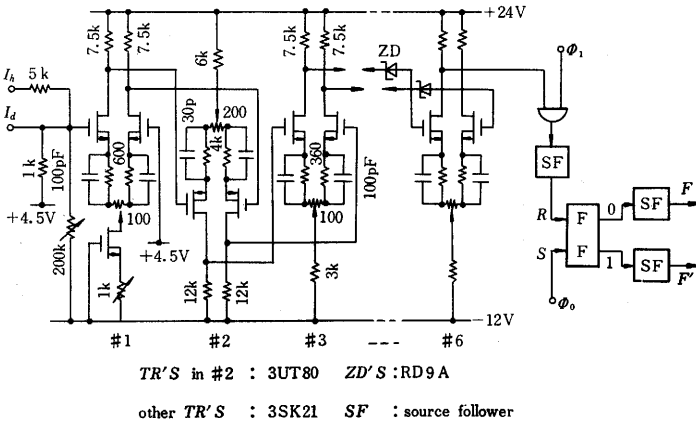 +24V
7.5k 7.5k 6k 7.5k 7.5k ZD Φ₁
I_h 5k
I_d
30p 200
1k 100pF 600 4k 360 100pF SF
+4.5V 100 100
200k +4.5V
1k 12k 12k 3k
R F 0 SF F
S F 1 SF F'
Φ₀
-12V
#1 #2 #3 --- #6
TR'S in #2 : 3UT80 ZD'S : RD9A
other TR'S : 3SK21 SF : source follower